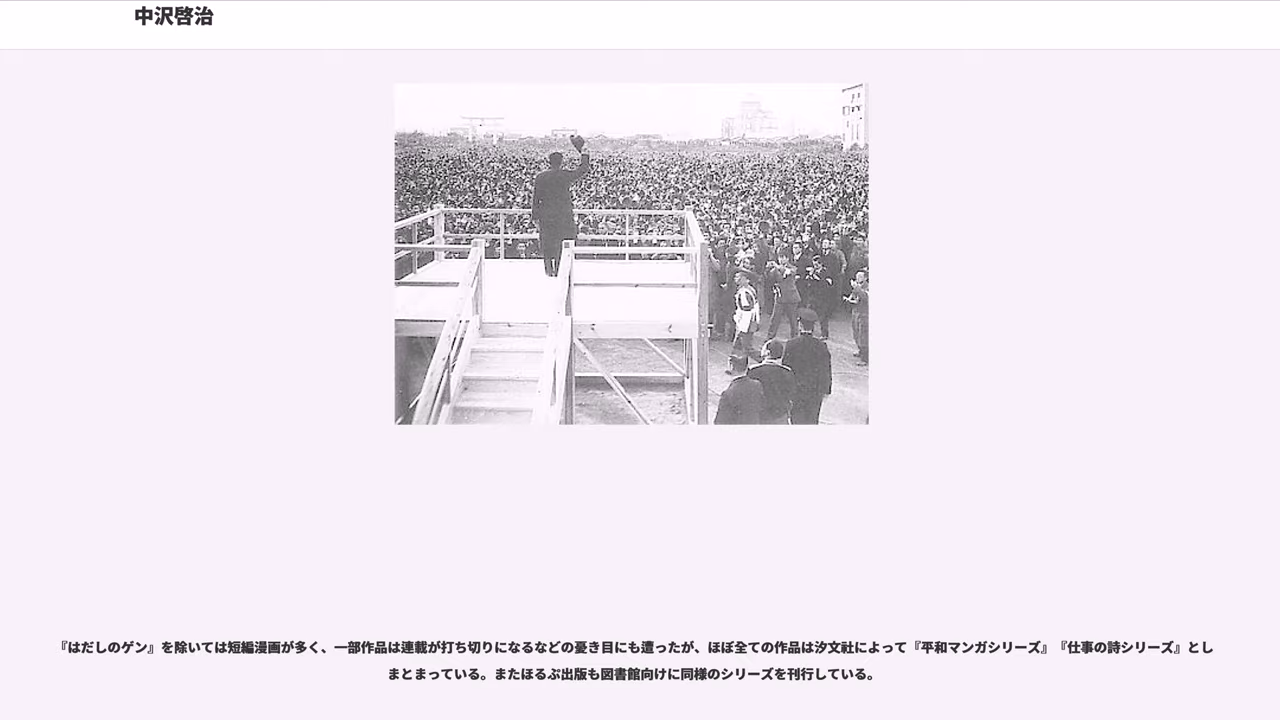 中沢啓治
『はだしのゲン』を除いては短編漫画が多く、一部作品は連載が打ち切りになるなどの憂き目にも遭ったが、ほぼ全ての作品は汐文社によって『平和マンガシリーズ』『仕事の詩シリーズ』とし
まとまっている。またほるぷ出版も図書館向けに同様のシリーズを刊行している。